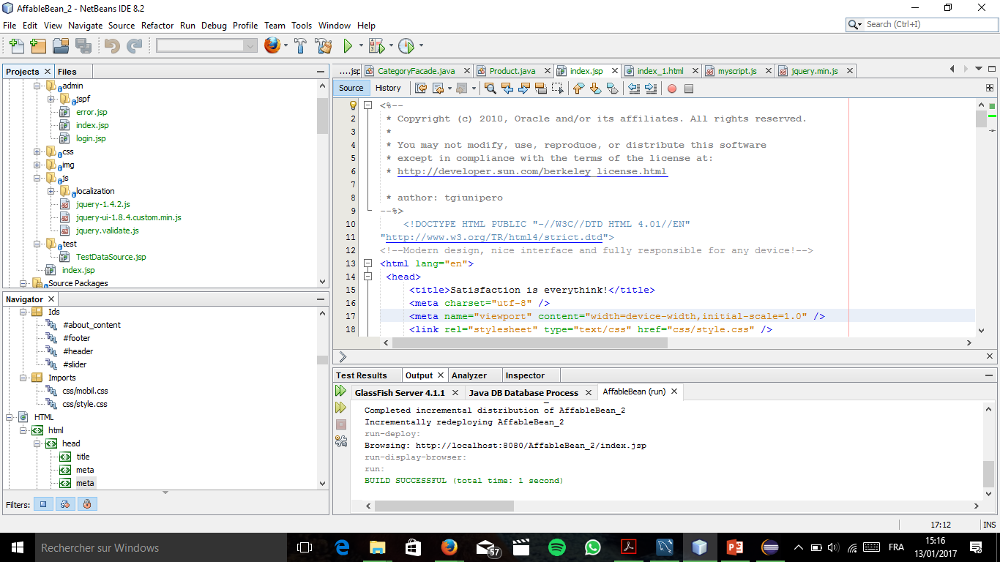 AffableBean_2 - NetBeans IDE 8.2
File Edit View Navigate Source Refactor Run Debug Profile Team Tools Window Help
Search (Ctrl+I)
Projects Files
admin
jspf
error.jsp
index.jsp
login.jsp
css
img
js
localization
jquery-1.4.2.js
jquery-ui-1.8.4.custom.min.js
jquery.validate.js
test
TestDataSource.jsp
index.jsp
Source Packages
Navigator
Ids
#about_content
#footer
#header
#slider
Imports
css/mobil.css
css/style.css
HTML
html
head
title
meta
meta
Filters:
....jsp CategoryFacade.java Product.java index.jsp index_1.html myscript.js jquery.min.js
Source History
<%--
2 * Copyright (c) 2010, Oracle and/or its affiliates. All rights reserved.
3 *
4 * You may not modify, use, reproduce, or distribute this software
5 * except in compliance with the terms of the license at:
6 * http://developer.sun.com/berkeley_license.html
7
8 * author: tgiunipero
9 --%>
10 <!DOCTYPE HTML PUBLIC "-//W3C//DTD HTML 4.01//EN"
11 "http://www.w3.org/TR/html4/strict.dtd">
12 <!--Modern design, nice interface and fully responsible for any device!-->
13 <html lang="en">
14 <head>
15 <title>Satisfaction is everythink!</title>
16 <meta charset="utf-8" />
17 <meta name="viewport" content="width=device-width,initial-scale=1.0" />
18 <link rel="stylesheet" type="text/css" href="css/style.css" />
Test Results Output Analyzer Inspector
GlassFish Server 4.1.1 Java DB Database Process AffableBean (run)
Completed incremental distribution of AffableBean_2
Incrementally redeploying AffableBean_2
run-deploy:
Browsing: http://localhost:8080/AffableBean_2/index.jsp
run-display-browser:
run:
BUILD SUCCESSFUL (total time: 1 second)
17:12 INS
Rechercher sur Windows
57
FRA
15:16
13/01/2017